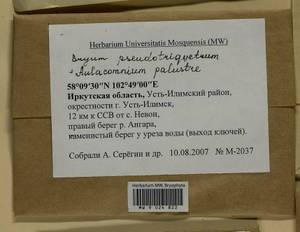 Herbarium Universitatis Mosquensis (MW)
Bryum pseudotriquetrum
+ Aulacomnium palustre
58°09'30"N 102°49'00"E
Иркутская область, Усть-Илимский район,
окрестности г. Усть-Илимск,
12 км к ССВ от с. Невон,
правый берег р. Ангара,
каменистый берег у уреза воды (выход ключей).
Собрали А. Серёгин и др. 10.08.2007 № M-2037
Herbarium MW, Bryophyta